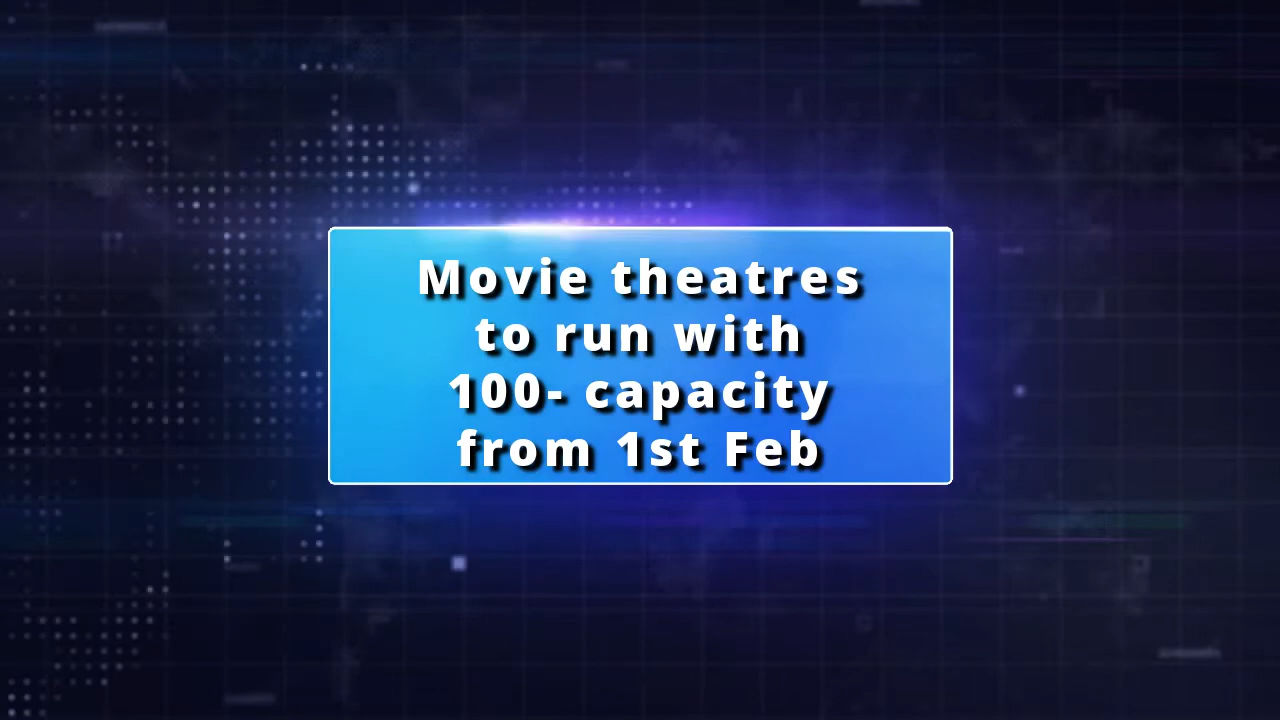 Movie theatres
to run with
100- capacity
from 1st Feb